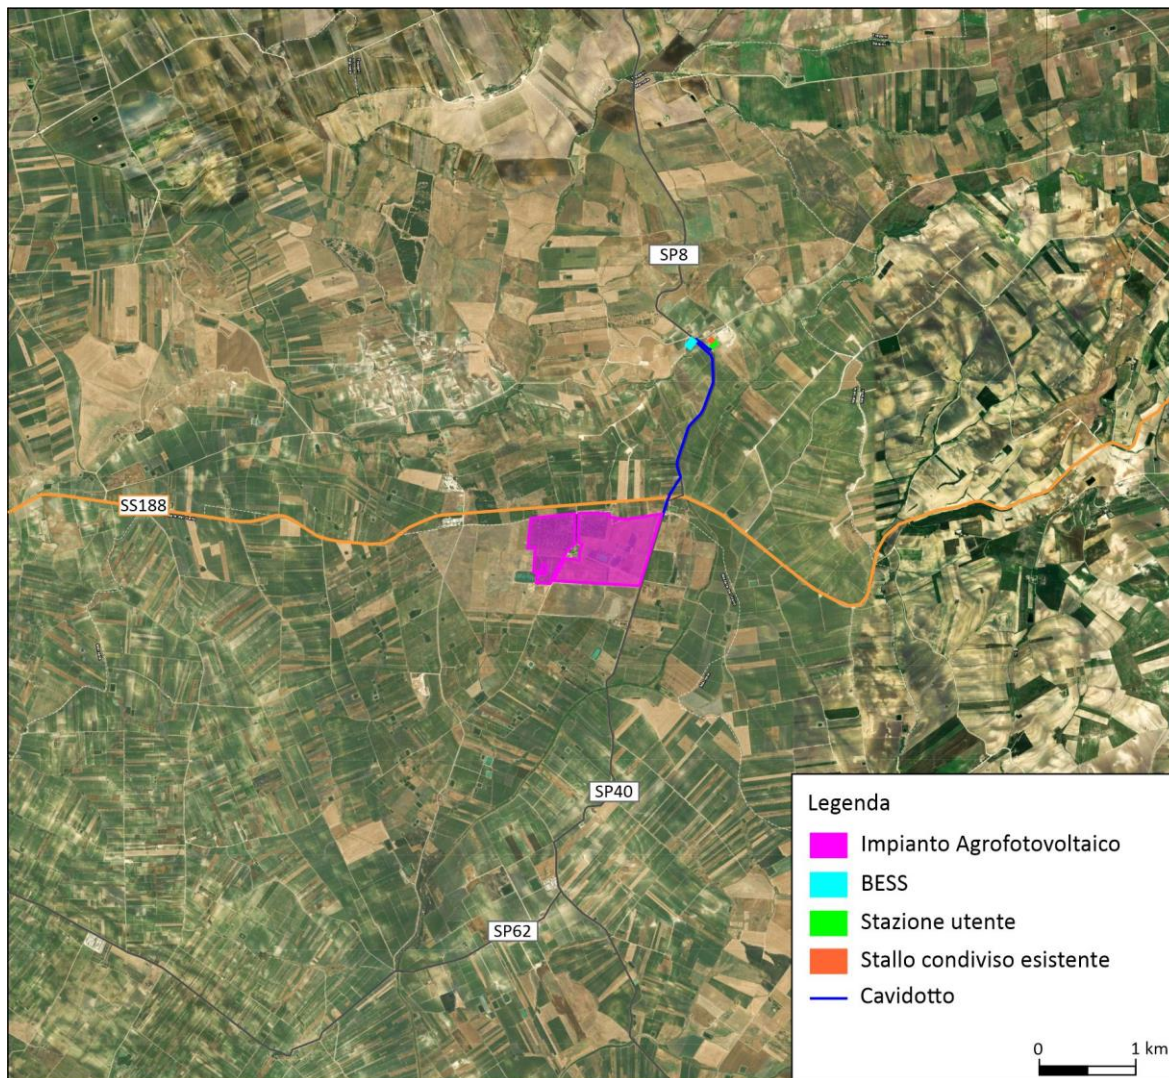 SP8
SS188
SP40
SP62
Legenda
Impianto Agrofotovoltaico
BESS
Stazione utente
Stallo condiviso esistente
Cavidotto
0 1 km